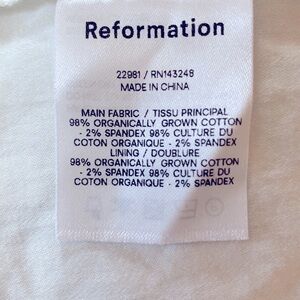 Reformation
22981 / RN143248
MADE IN CHINA
MAIN FABRIC / TISSU PRINCIPAL
98% ORGANICALLY GROWN COTTON
- 2% SPANDEX 98% CULTURE DU
COTON ORGANIQUE - 2% SPANDEX
LINING / DOUBLURE
98% ORGANICALLY GROWN COTTON
- 2% SPANDEX 98% CULTURE DU
COTON ORGANIQUE - 2% SPANDEX